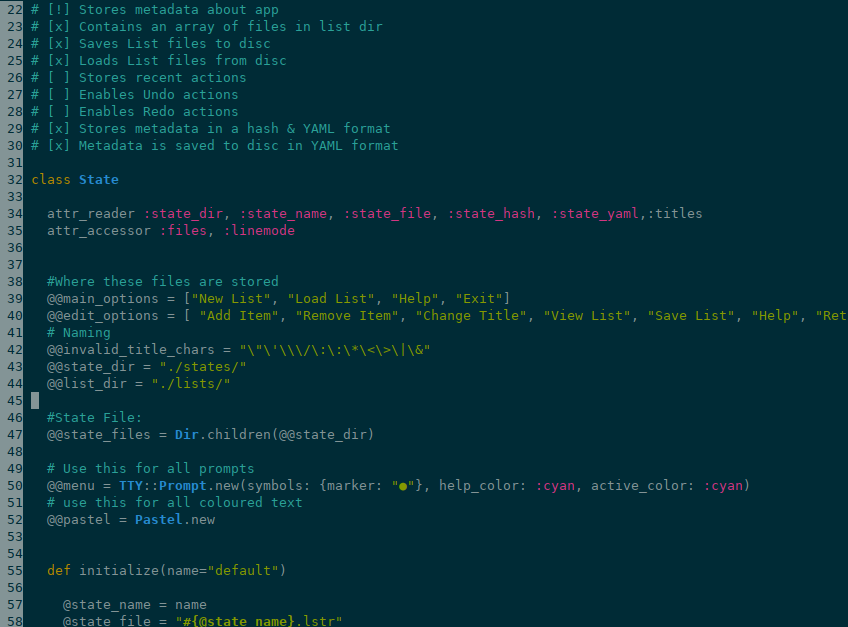 22 # [!] Stores metadata about app
23 # [x] Contains an array of files in list dir
24 # [x] Saves List files to disc
25 # [x] Loads List files from disc
26 # [ ] Stores recent actions
27 # [ ] Enables Undo actions
28 # [ ] Enables Redo actions
29 # [x] Stores metadata in a hash & YAML format
30 # [x] Metadata is saved to disc in YAML format
31
32 class State
33
34   attr_reader :state_dir, :state_name, :state_file, :state_hash, :state_yaml,:titles
35   attr_accessor :files, :linemode
36
37
38   #Where these files are stored
39   @@main_options = ["New List", "Load List", "Help", "Exit"]
40   @@edit_options = [ "Add Item", "Remove Item", "Change Title", "View List", "Save List", "Help", "Ret
41   # Naming
42   @@invalid_title_chars = "\"\'\\\/\:\:\*\<\>\|\&"
43   @@state_dir = "./states/"
44   @@list_dir = "./lists/"
45
46   #State File:
47   @@state_files = Dir.children(@@state_dir)
48
49   # Use this for all prompts
50   @@menu = TTY::Prompt.new(symbols: {marker: "●"}, help_color: :cyan, active_color: :cyan)
51   # use this for all coloured text
52   @@pastel = Pastel.new
53
54
55   def initialize(name="default")
56
57     @state_name = name
58     @state_file = "#{@state_name}.lstr"